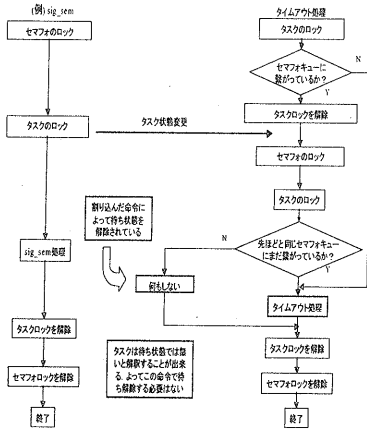 (例) sig_sem
セマフォのロック
タスクのロック
sig_sem処理
タスクロックを解除
セマフォロックを解除
終了
タスク状態変更
割り込んだ命令に
よって待ち状態を
解除されている
タスクは待ち状態では無
いと解釈することが出来
る。よってこの命令で待
ち解除する必要はない
タイムアウト処理
タスクのロック
セマフォキューに
繋がっているか?
N
Y
タスクロックを解除
セマフォのロック
タスクのロック
先ほどと同じセマフォキュー
にまだ繋がっているか?
N
Y
何もしない
タイムアウト処理
タスクロックを解除
セマフォロックを解除
終了